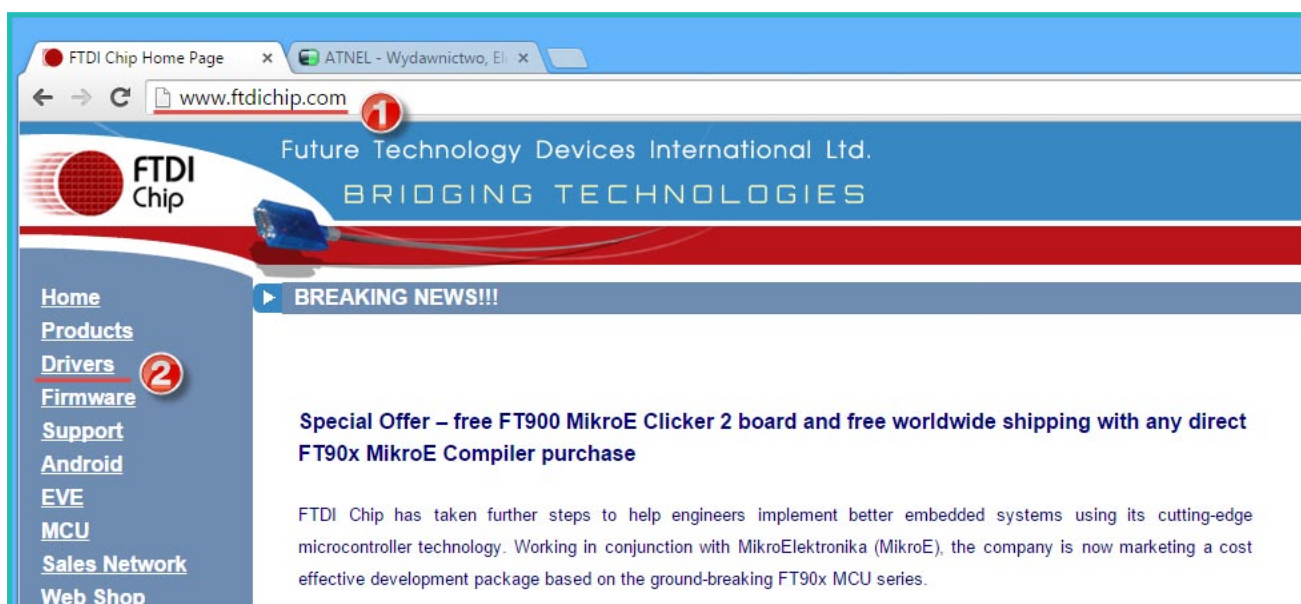 FTDI Chip Home Page
ATNEL - Wydawnictwo, El
www.ftdichip.com
1
FTDI
Chip
Future Technology Devices International Ltd.
BRIDGING TECHNOLOGIES
Home
Products
Drivers
2
Firmware
Support
Android
EVE
MCU
Sales Network
Web Shop
BREAKING NEWS!!!
Special Offer – free FT900 MikroE Clicker 2 board and free worldwide shipping with any direct
FT90x MikroE Compiler purchase
FTDI Chip has taken further steps to help engineers implement better embedded systems using its cutting-edge
microcontroller technology. Working in conjunction with MikroElektronika (MikroE), the company is now marketing a cost
effective development package based on the ground-breaking FT90x MCU series.